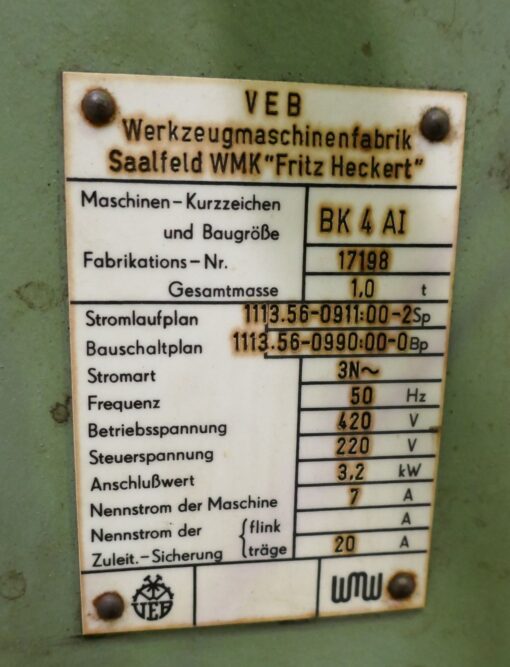 VEB
Werkzeugmaschinenfabrik
Saalfeld WMK "Fritz Heckert"
Maschinen-Kurzzeichen
und Baugröße BK 4 AI
Fabrikations-Nr. 17198
Gesamtmasse 1,0 t
Stromlaufplan 1113.56-0911:00-2Sp
Bauschaltplan 1113.56-0990:00-0Bp
Stromart 3N~
Frequenz 50 Hz
Betriebsspannung 420 V
Steuerspannung 220 V
Anschlußwert 3,2 kW
Nennstrom der Maschine 7 A
Nennstrom der { flink A
Zuleit.-Sicherung träge 20 A
VEB WMW